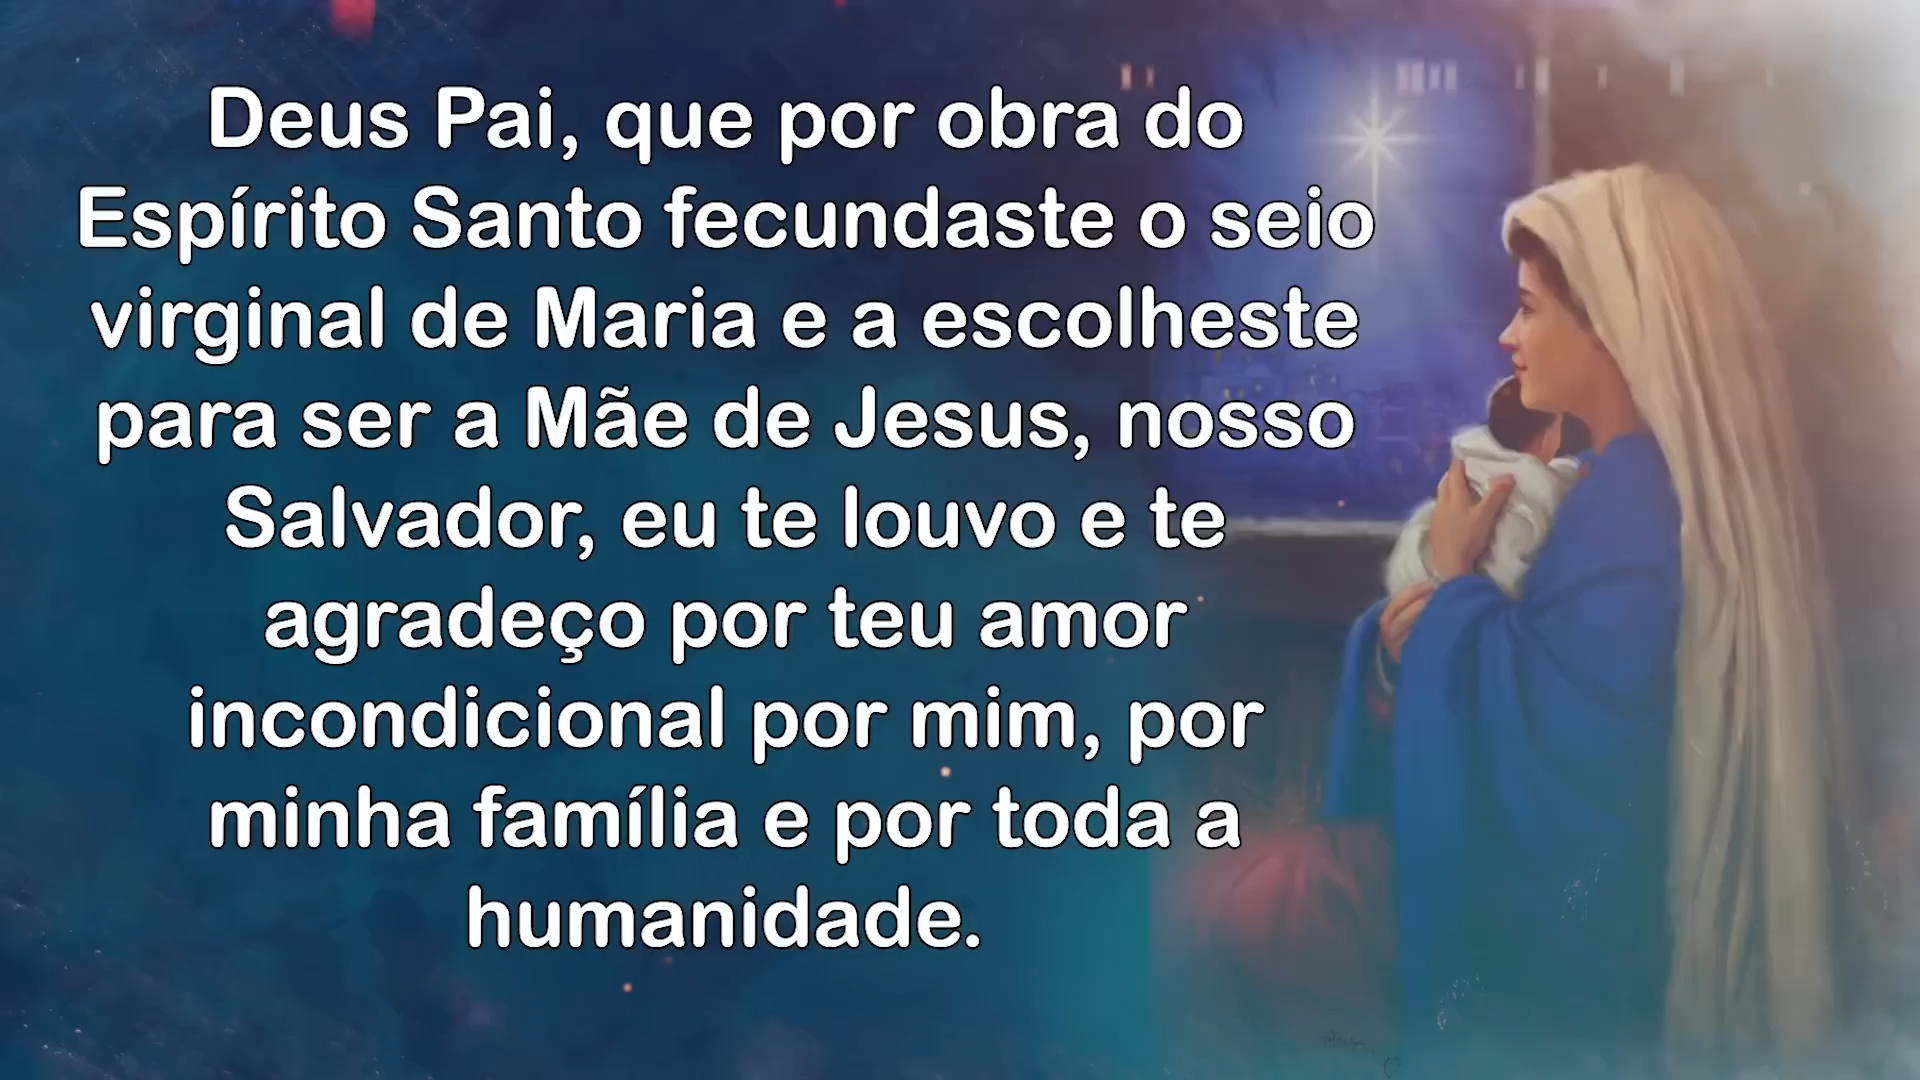 Deus Pai, que por obra do
Espírito Santo fecundaste o seio
virginal de Maria e a escolheste
para ser a Mãe de Jesus, nosso
Salvador, eu te louvo e te
agradeço por teu amor
incondicional por mim, por
minha família e por toda a
humanidade.